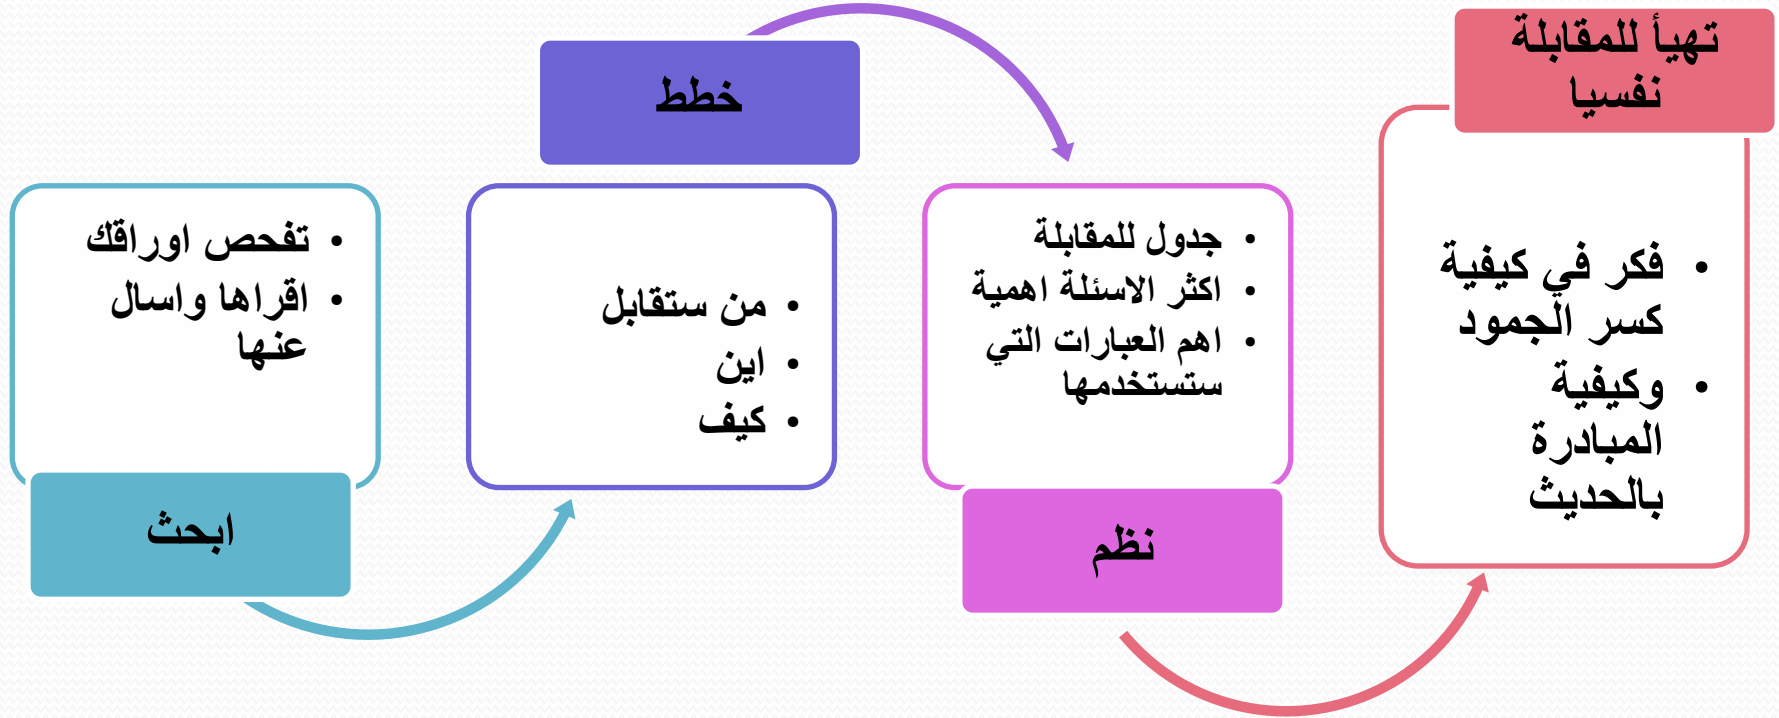 • تفحص اوراقك
• اقراها واسال
عنها
ابحث
خطط
• من ستقابل
• اين
• كيف
• جدول للمقابلة
• اكثر الاسئلة اهمية
• اهم العبارات التي
ستستخدمها
نظم
تهيأ للمقابلة
نفسيا
• فكر في كيفية
كسر الجمود
• وكيفية
المبادرة
بالحديث